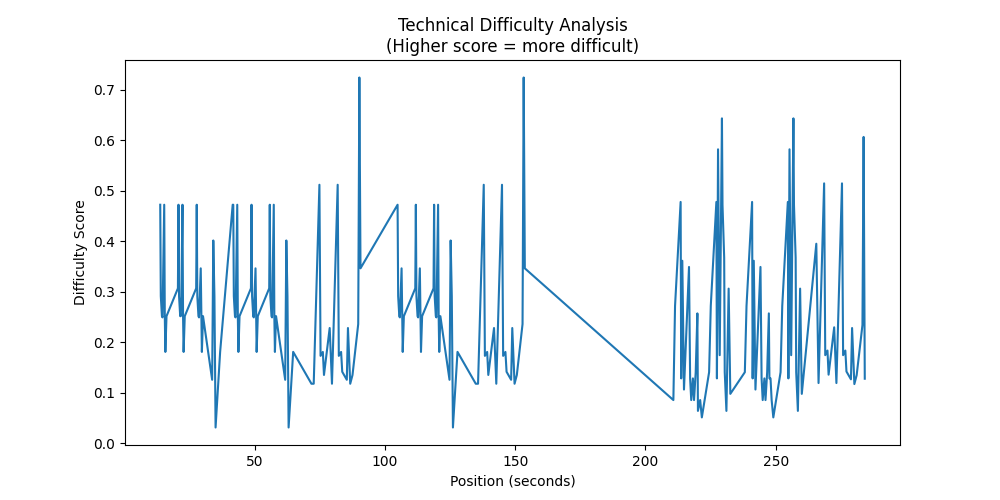 Technical Difficulty Analysis
(Higher score = more difficult)
Difficulty Score
0.7
0.6
0.5
0.4
0.3
0.2
0.1
0.0
50 100 150 200 250
Position (seconds)